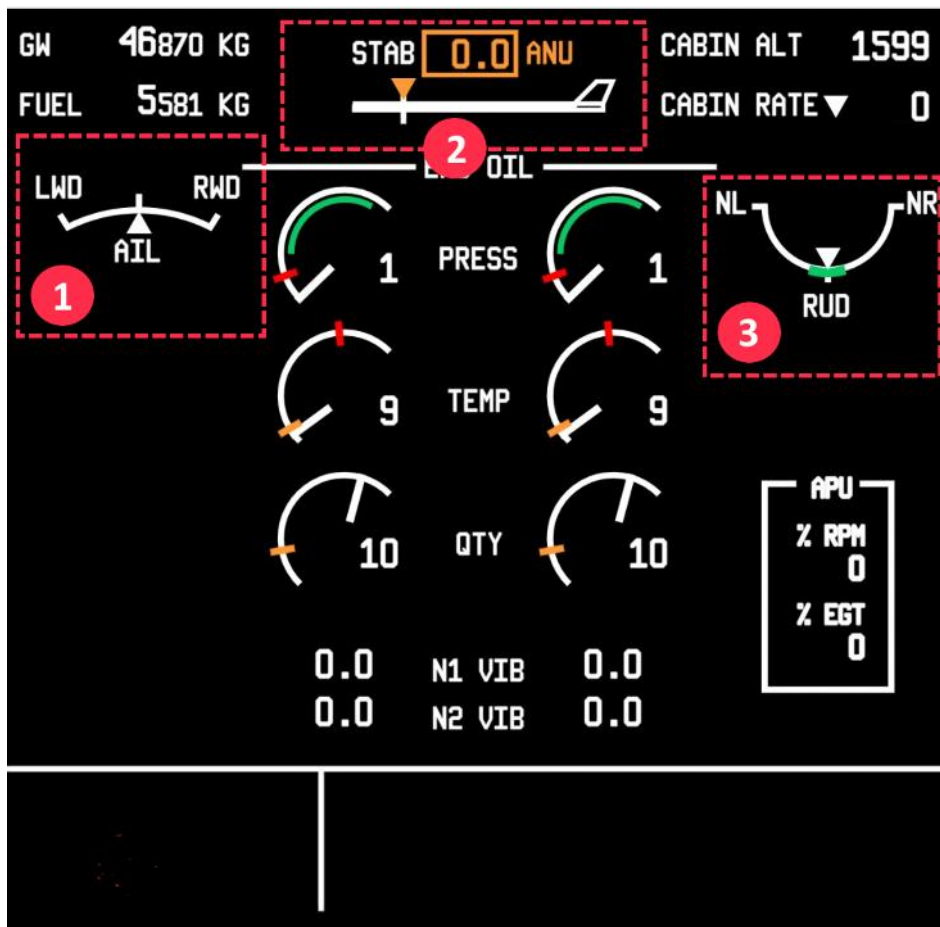 GW 46870 KG
STAB 0.0 ANU
CABIN ALT 1599
FUEL 5581 KG
CABIN RATE 0
2
OIL
LWD RWD
AIL
1
NL NR
RUD
3
1 PRESS 1
9 TEMP 9
10 QTY 10
APU
% RPM
0
% EGT
0
0.0 N1 VIB 0.0
0.0 N2 VIB 0.0